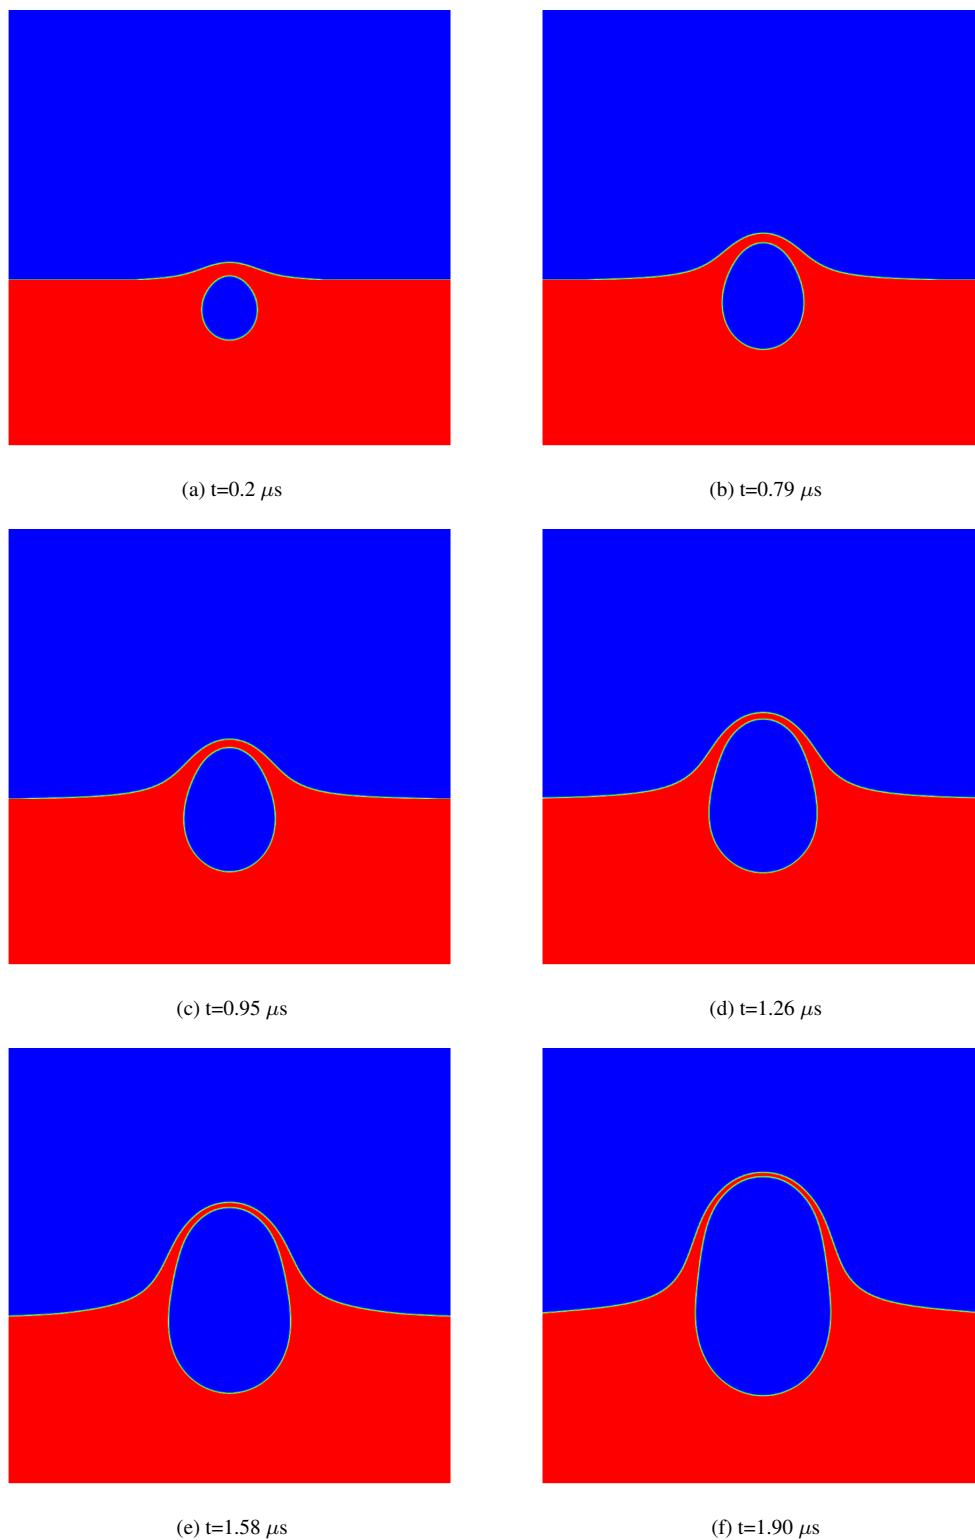 (a) t=0.2 μs
(b) t=0.79 μs
(c) t=0.95 μs
(d) t=1.26 μs
(e) t=1.58 μs
(f) t=1.90 μs